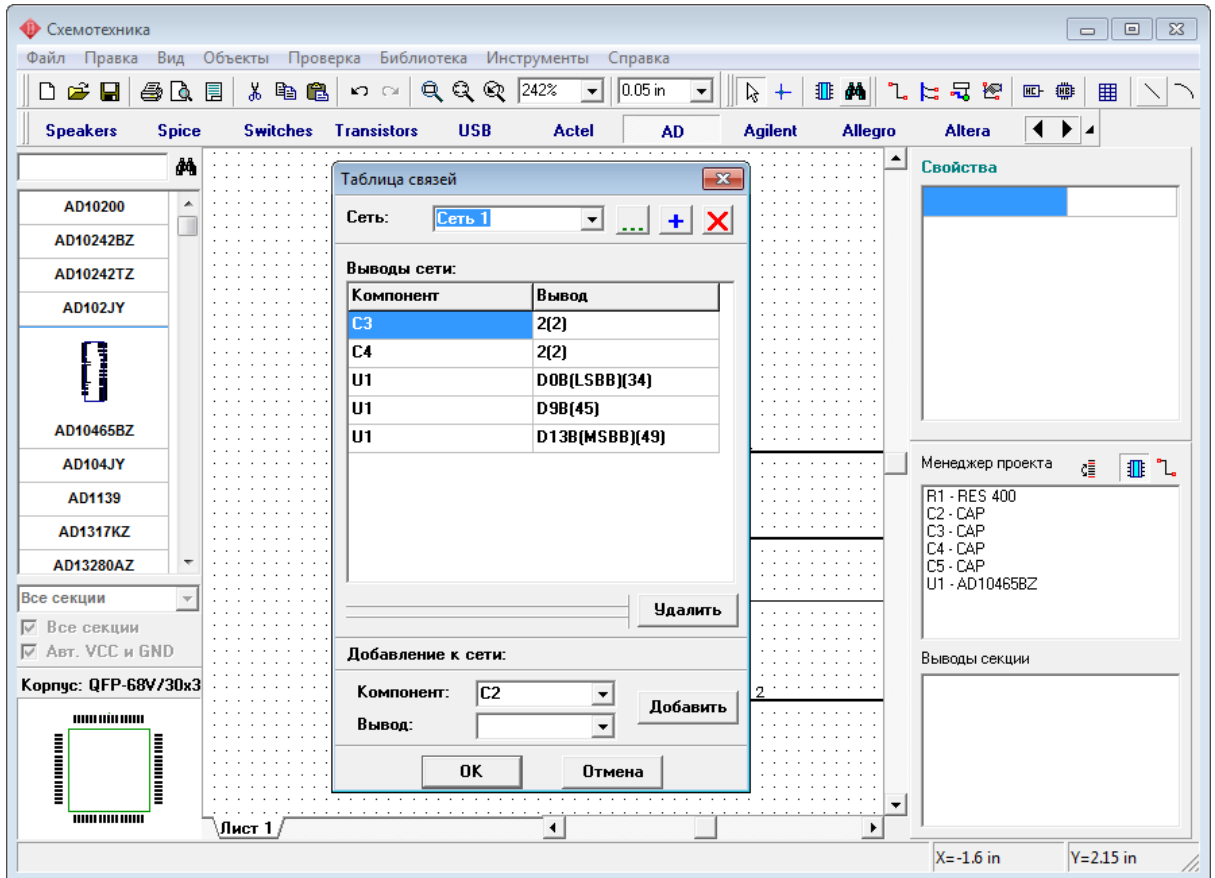 Схемотехника
Файл Правка Вид Объекты Проверка Библиотека Инструменты Справка
242% 0.05 in
Speakers Spice Switches Transistors USB Actel AD Agilent Allegro Altera
AD10200
AD10242BZ
AD10242TZ
AD102JY
AD10465BZ
AD104JY
AD1139
AD1317KZ
AD13280AZ
Все секции
Все секции
Авт. VCC и GND
Корпус: QFP-68V/30x3
Таблица связей
Сеть: Сеть 1
Выводы сети:
Компонент Вывод
C3 2(2)
C4 2(2)
U1 D0B(LSBB)(34)
U1 D9B(45)
U1 D13B(MSBB)(49)
Удалить
Добавление к сети:
Компонент: C2
Вывод:
Добавить
OK Отмена
2
Лист 1
Свойства
Менеджер проекта
R1 - RES 400
C2 - CAP
C3 - CAP
C4 - CAP
C5 - CAP
U1 - AD10465BZ
Выводы секции
X=-1.6 in Y=2.15 in